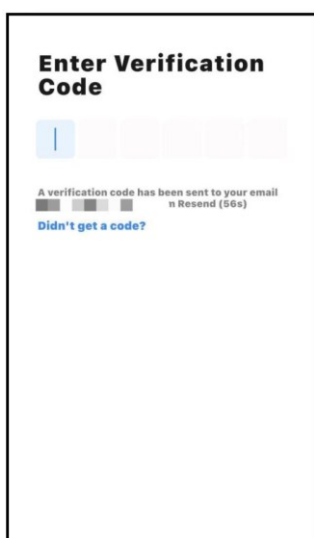 Enter Verification
Code
A verification code has been sent to your email
n Resend (56s)
Didn't get a code?